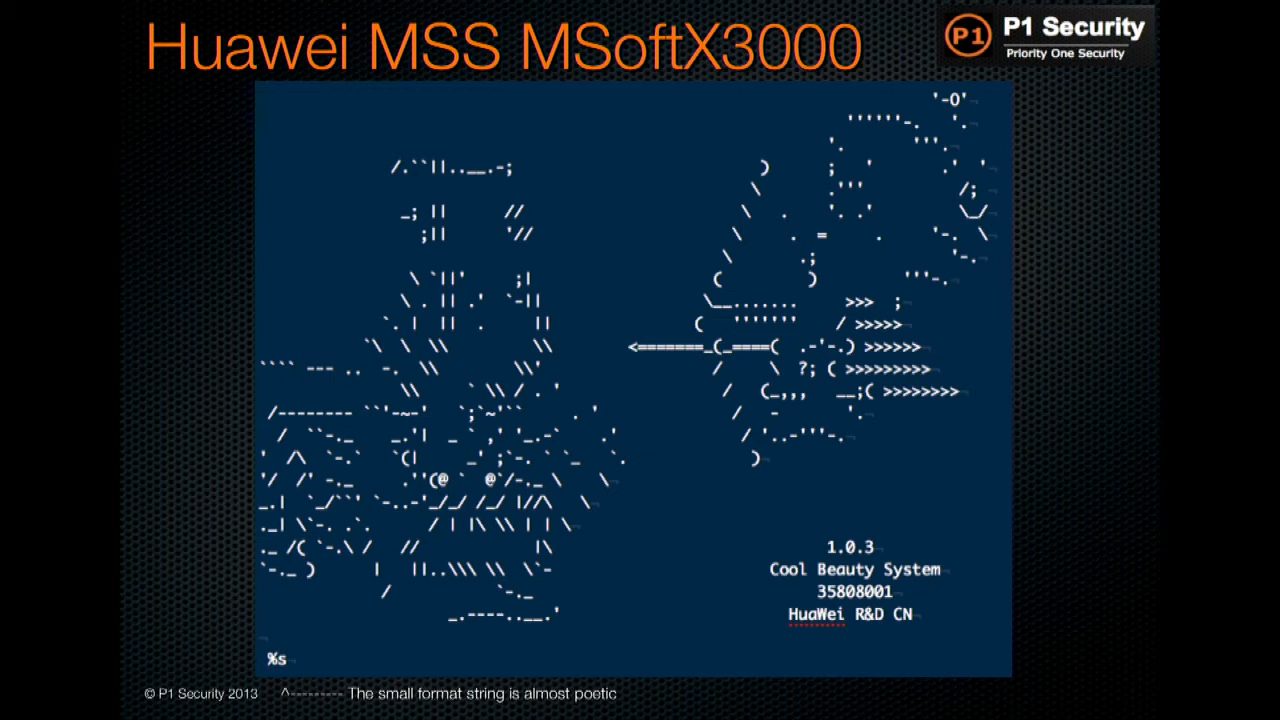 Huawei MSS MSoftX3000
P1
P1 Security
Priority One Security
1.0.3
Cool Beauty System
35808001
HuaWei R&D CN
%s
© P1 Security 2013
^--------- The small format string is almost poetic